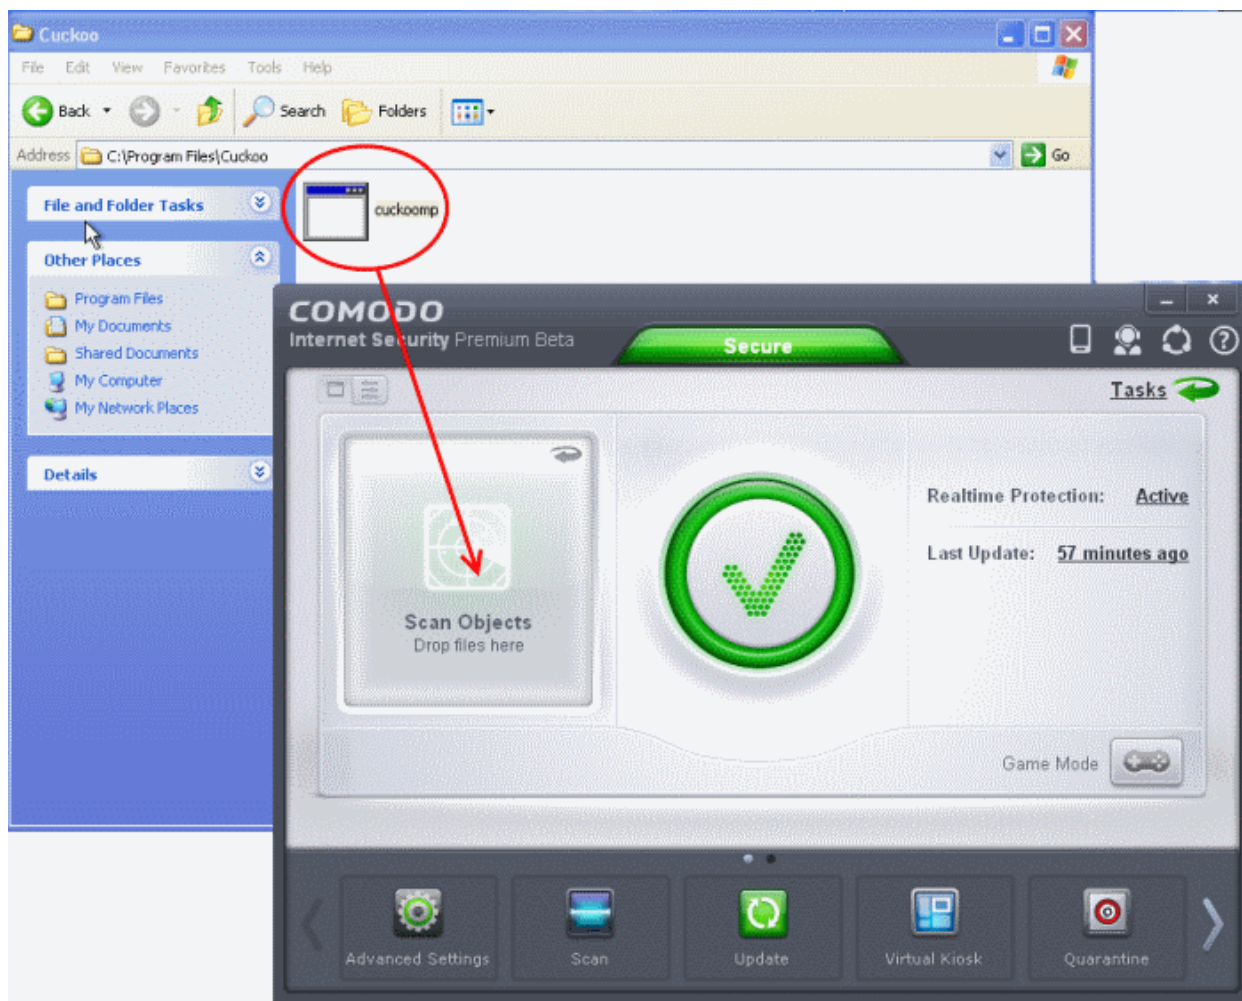 Cuckoo
File Edit View Favorites Tools Help
Back Search Folders
Address C:\Program Files\Cuckoo Go
File and Folder Tasks
cuckoomp
Other Places
Program Files
My Documents
Shared Documents
My Computer
My Network Places
Details
COMODO
Internet Security Premium Beta
Secure
Tasks
Realtime Protection: Active
Last Update: 57 minutes ago
Scan Objects
Drop files here
Game Mode
Advanced Settings Scan Update Virtual Kiosk Quarantine